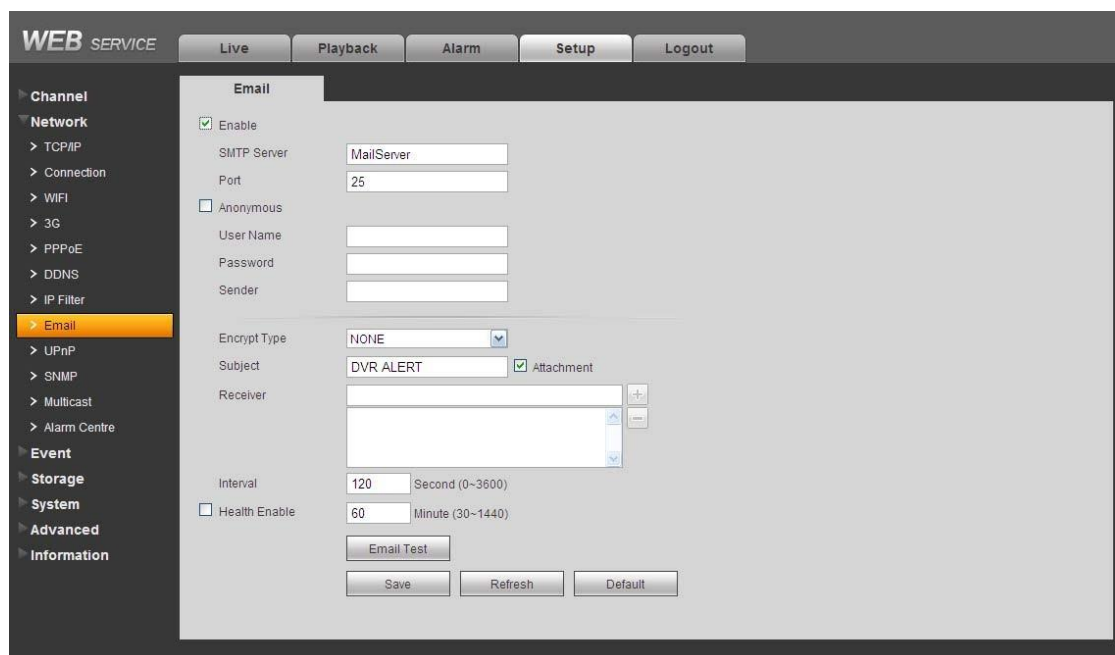 WEB SERVICE
Live Playback Alarm Setup Logout
Channel
Network
> TCP/IP
> Connection
> WIFI
> 3G
> PPPoE
> DDNS
> IP Filter
> Email
> UPnP
> SNMP
> Multicast
> Alarm Centre
Event
Storage
System
Advanced
Information
Email
Enable
SMTP Server MailServer
Port 25
Anonymous
User Name
Password
Sender
Encrypt Type NONE
Subject DVR ALERT Attachment
Receiver
Interval 120 Second (0~3600)
Health Enable 60 Minute (30~1440)
Email Test
Save Refresh Default